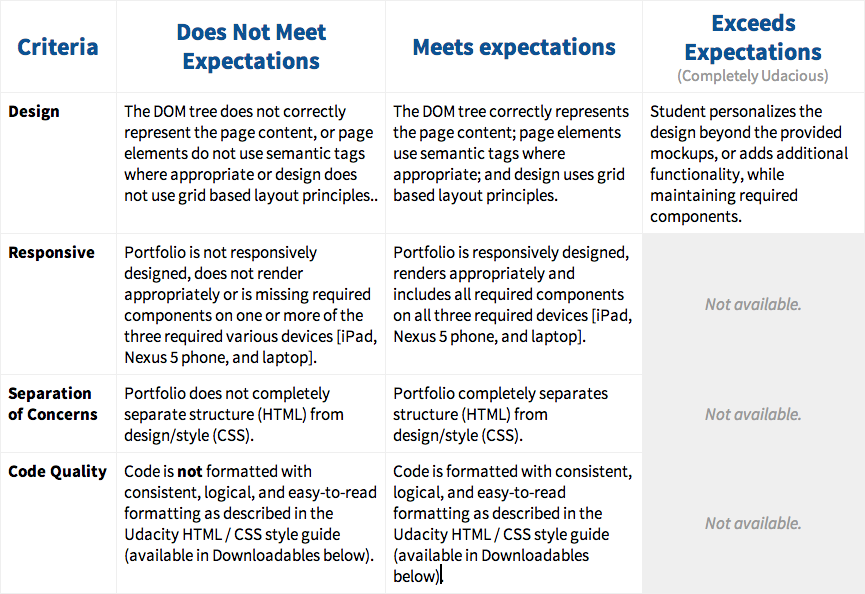 Criteria
Does Not Meet
Expectations
Meets expectations
Exceeds
Expectations
(Completely Udacious)
Design
The DOM tree does not correctly
represent the page content, or page
elements do not use semantic tags
where appropriate or design does
not use grid based layout principles..
The DOM tree correctly represents
the page content; page elements
use semantic tags where
appropriate; and design uses grid
based layout principles.
Student personalizes the
design beyond the provided
mockups, or adds additional
functionality, while
maintaining required
components.
Responsive
Portfolio is not responsively
designed, does not render
appropriately or is missing required
components on one or more of the
three required various devices [iPad,
Nexus 5 phone, and laptop].
Portfolio is responsively designed,
renders appropriately and
includes all required components
on all three required devices [iPad,
Nexus 5 phone, and laptop].
Not available.
Separation
of Concerns
Portfolio does not completely
separate structure (HTML) from
design/style (CSS).
Portfolio completely separates
structure (HTML) from
design/style (CSS).
Not available.
Code Quality
Code is not formatted with
consistent, logical, and easy-to-read
formatting as described in the
Udacity HTML / CSS style guide
(available in Downloadables below).
Code is formatted with consistent,
logical, and easy-to-read
formatting as described in the
Udacity HTML / CSS style guide
(available in Downloadables
below).
Not available.